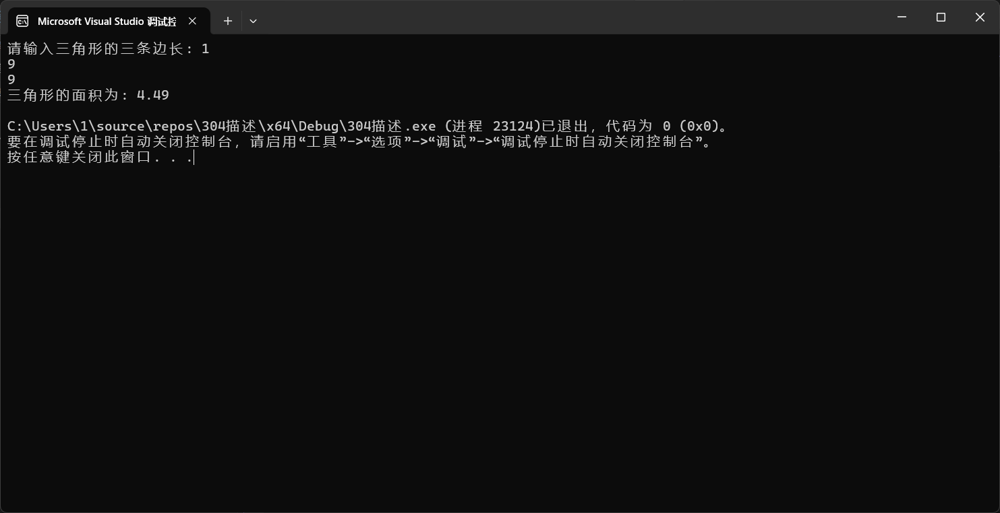 Microsoft Visual Studio 调试控
请输入三角形的三条边长: 1
9
9
三角形的面积为: 4.49
C:\Users\1\source\repos\304描述\x64\Debug\304描述.exe (进程 23124)已退出，代码为 0 (0x0)。
要在调试停止时自动关闭控制台，请启用“工具”->“选项”->“调试”->“调试停止时自动关闭控制台”。
按任意键关闭此窗口. . .